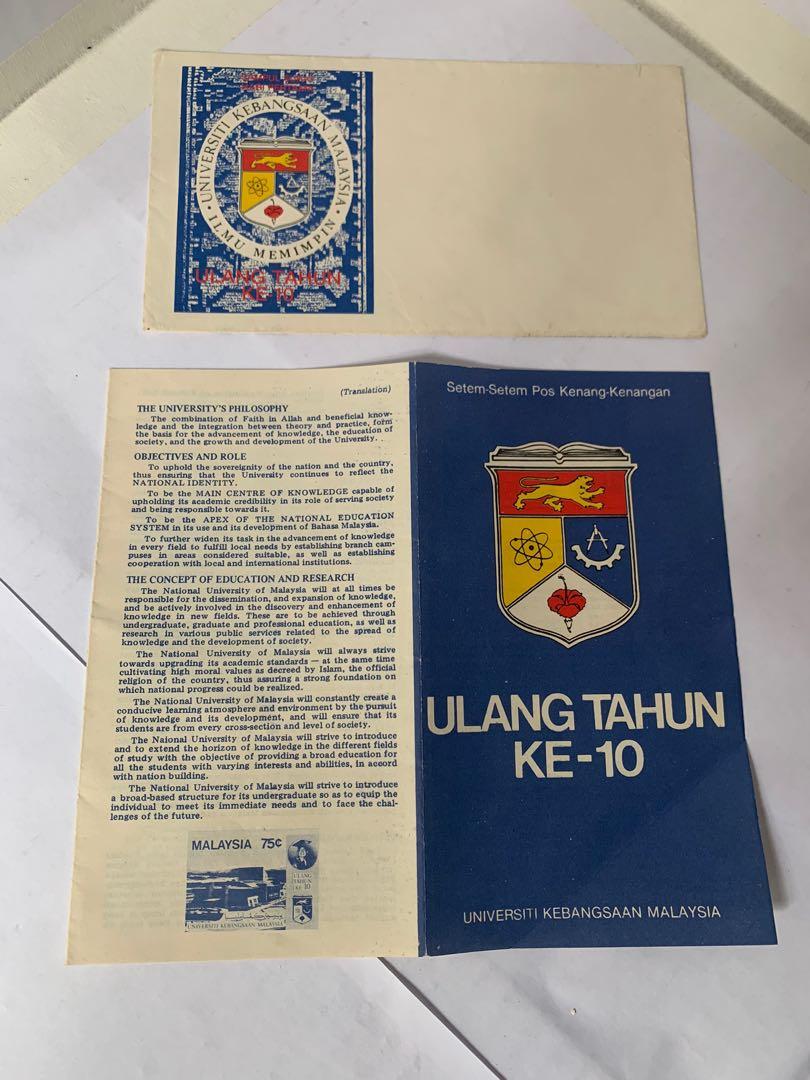 SAMPUL SURAT
HARI PERTAMA
UNIVERSITI KEBANGSAAN MALAYSIA
ILMU MEMIMPIN
ULANG TAHUN
KE-10
(Translation)
THE UNIVERSITY'S PHILOSOPHY
The combination of Faith in Allah and beneficial know-
ledge and the integration between theory and practice, form
the basis for the advancement of knowledge, the education of
society, and the growth and development of the University.
OBJECTIVES AND ROLE
To uphold the sovereignity of the nation and the country,
thus ensuring that the University continues to reflect the
NATIONAL IDENTITY.
To be the MAIN CENTRE OF KNOWLEDGE capable of
upholding its academic credibility in its role of serving society
and being responsible towards it.
To be the APEX OF THE NATIONAL EDUCATION
SYSTEM in its use and its development of Bahasa Malaysia.
To further widen its task in the advancement of knowledge
in every field to fulfill local needs by establishing branch cam-
puses in areas considered suitable, as well as establishing
cooperation with local and international institutions.
THE CONCEPT OF EDUCATION AND RESEARCH
The National University of Malaysia will at all times be
responsible for the dissemination, and expansion of knowledge,
and be actively involved in the discovery and enhancement of
knowledge in new fields. These are to be achieved through
undergraduate, graduate and professional education, as well as
research in various public services related to the spread of
knowledge and the development of society.
The National University of Malaysia will always strive
towards upgrading its academic standards — at the same time
cultivating high moral values as decreed by Islam, the official
religion of the country, thus assuring a strong foundation on
which national progress could be realized.
The National University of Malaysia will constantly create a
conducive learning atmosphere and environment by the pursuit
of knowledge and its development, and will ensure that its
students are from every cross-section and level of society.
The Naional University of Malaysia will strive to introduce
and to extend the horizon of knowledge in the different fields
of study with the objective of providing a broad education for
all the students with varying interests and abilities, in accord
with nation building.
The National University of Malaysia will strive to introduce
a broad-based structure for its undergraduate so as to equip the
individual to meet its immediate needs and to face the chal-
lenges of the future.
MALAYSIA 75¢
ULANG
TAHUN
KE 10
UNIVERSITI KEBANGSAAN MALAYSIA
Setem-Setem Pos Kenang-Kenangan
ULANG TAHUN
KE-10
UNIVERSITI KEBANGSAAN MALAYSIA